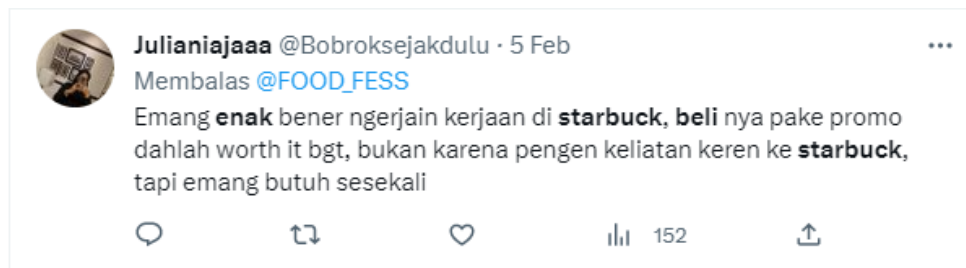 Julianiajaaa @Bobroksejakdulu · 5 Feb
Membalas @FOOD_FESS
Emang enak bener ngerjain kerjaan di starbuck, beli nya pake promo
dahlah worth it bgt, bukan karena pengen keliatan keren ke starbuck,
tapi emang butuh sesekali
152